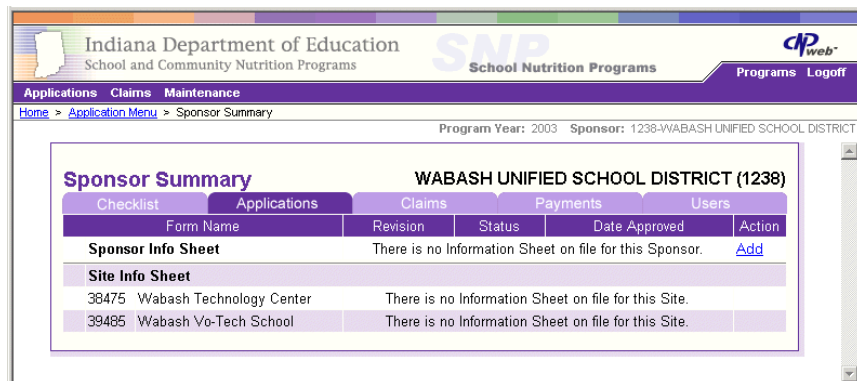 Indiana Department of Education
School and Community Nutrition Programs
SNP
School Nutrition Programs
CNPweb
Programs Logoff
Applications Claims Maintenance
Home > Application Menu > Sponsor Summary
Program Year: 2003 Sponsor: 1238-WABASH UNIFIED SCHOOL DISTRICT
Sponsor Summary WABASH UNIFIED SCHOOL DISTRICT (1238)
Checklist Applications Claims Payments Users
Form Name Revision Status Date Approved Action
Sponsor Info Sheet There is no Information Sheet on file for this Sponsor. Add
Site Info Sheet
38475 Wabash Technology Center There is no Information Sheet on file for this Site.
39485 Wabash Vo-Tech School There is no Information Sheet on file for this Site.